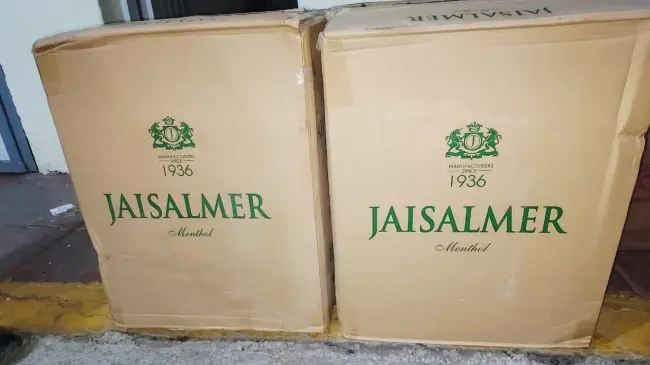 JAISALMER
J
MANUFACTURERS
SINCE
1936
JAISALMER
Menthol
J
MANUFACTURERS
SINCE
1936
JAISALMER
Menthol